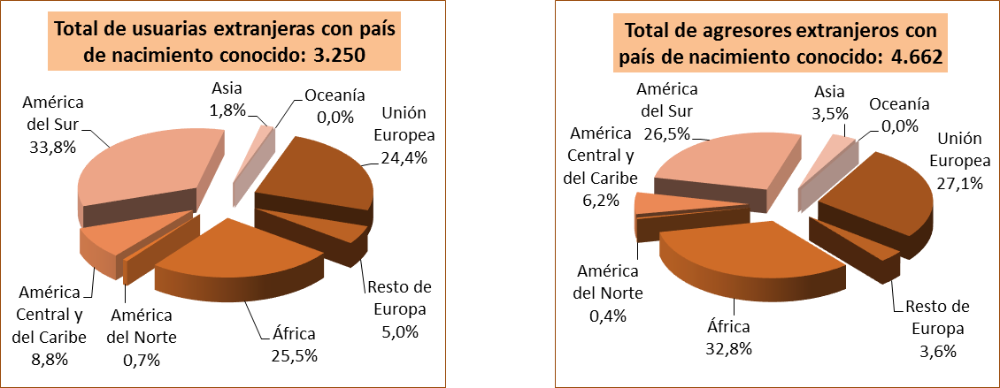 Total de usuarias extranjeras con país
de nacimiento conocido: 3.250
América
del Sur
33,8%
Asia
1,8%
Oceanía
0,0%
Unión
Europea
24,4%
Resto de
Europa
5,0%
África
25,5%
América
del Norte
0,7%
América
Central y
del Caribe
8,8%
Total de agresores extranjeros con
país de nacimiento conocido: 4.662
América
del Sur
26,5%
Asia
3,5%
Oceanía
0,0%
Unión
Europea
27,1%
Resto de
Europa
3,6%
África
32,8%
América
del Norte
0,4%
América
Central y
del Caribe
6,2%